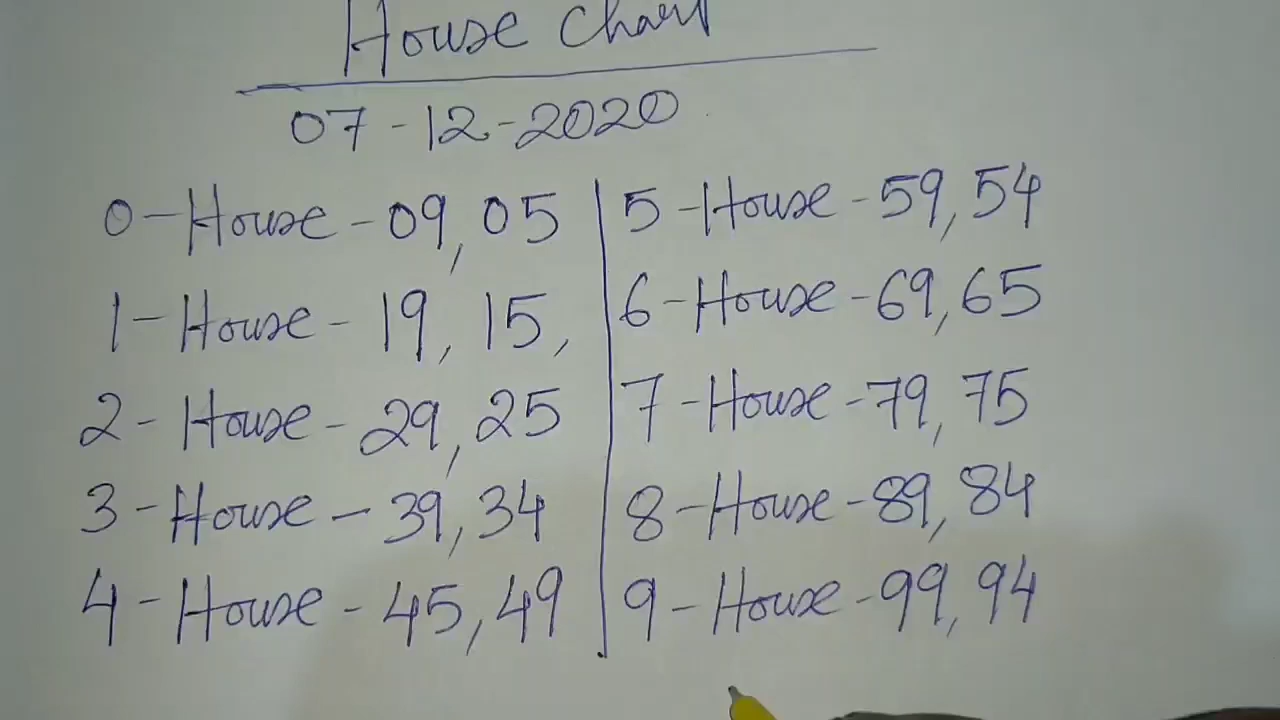 House Chart
07-12-2020
0-House-09, 05
1-House-19, 15,
2-House-29, 25
3-House-39, 34
4-House-45, 49
5-House-59, 54
6-House-69, 65
7-House-79, 75
8-House-89, 84
9-House-99, 94